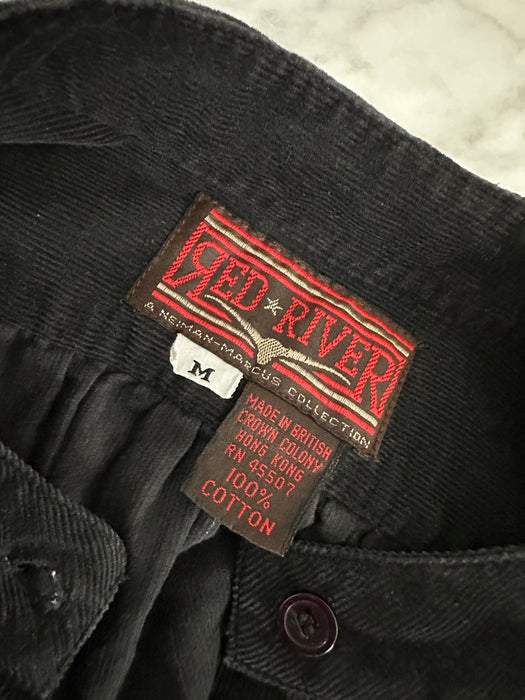 RED RIVER
A NEIMAN-MARCUS COLLECTION
M
MADE IN BRITISH
CROWN COLONY
HONG KONG
RN 45507
100%
COTTON